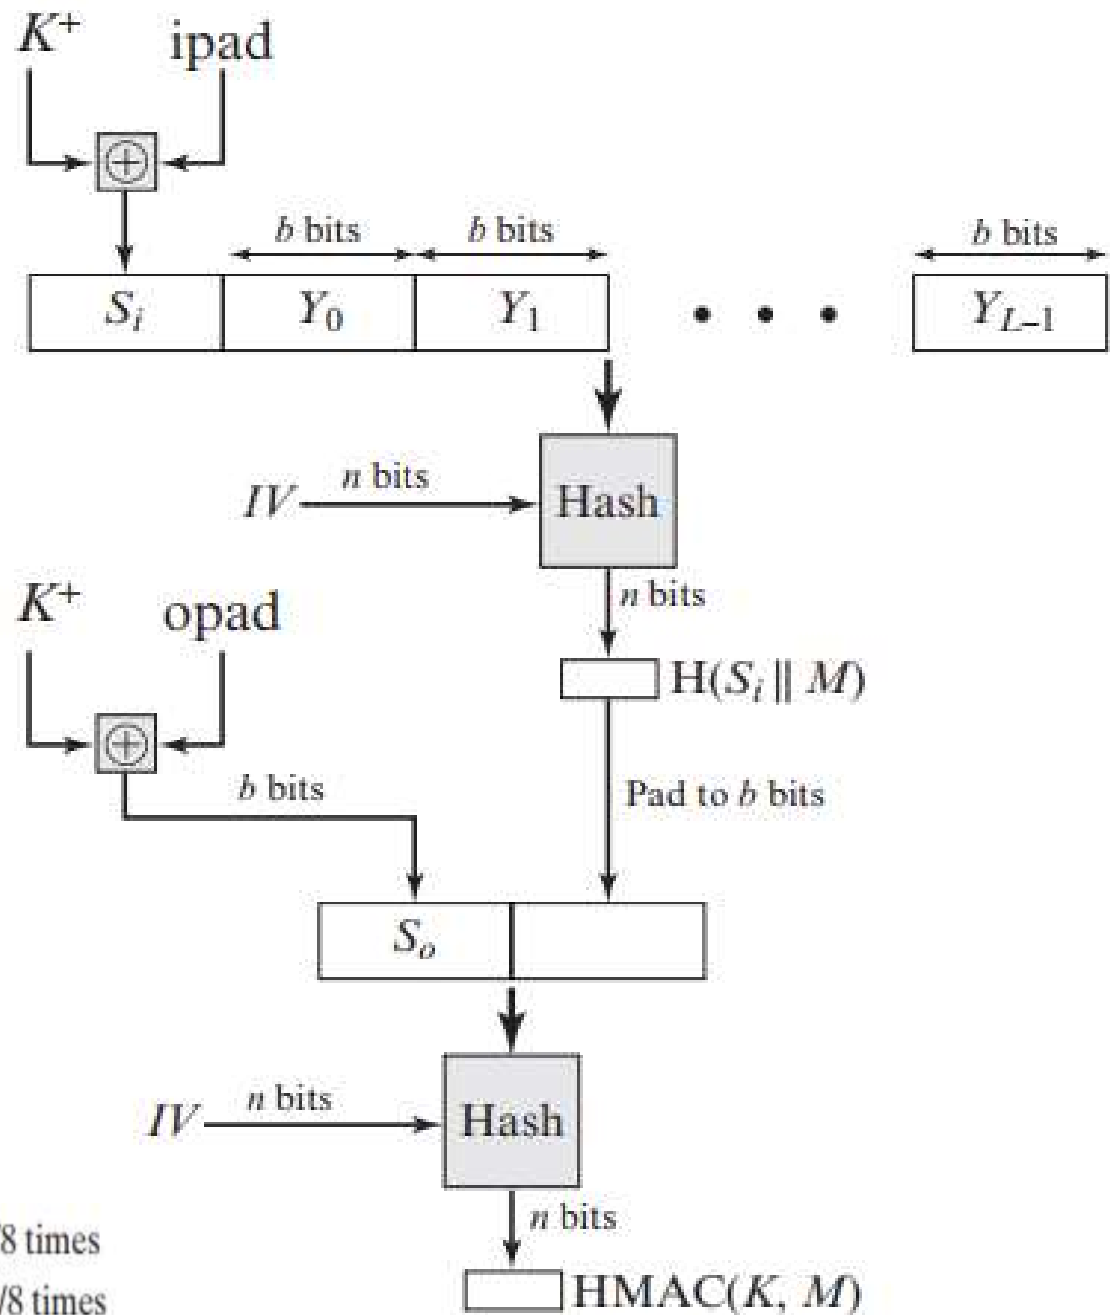 K⁺ ipad
⊕
b bits b bits b bits
Sᵢ Y₀ Y₁ • • • Y_{L–1}
n bits
IV Hash
K⁺ opad
n bits
H(Sᵢ || M)
⊕
b bits
Pad to b bits
Sₒ
n bits
IV Hash
n bits
/8 times
/8 times
HMAC(K, M)